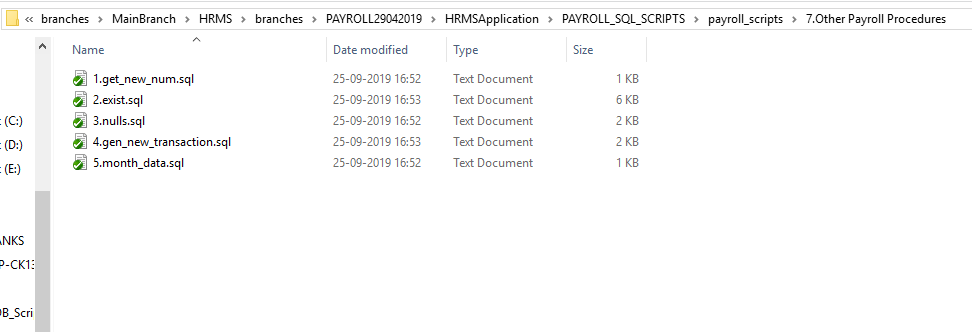 branches > MainBranch > HRMS > branches > PAYROLL29042019 > HRMSApplication > PAYROLL_SQL_SCRIPTS > payroll_scripts > 7.Other Payroll Procedures
Name Date modified Type Size
1.get_new_num.sql 25-09-2019 16:52 Text Document 1 KB
2.exist.sql 25-09-2019 16:53 Text Document 6 KB
3.nulls.sql 25-09-2019 16:52 Text Document 2 KB
(C:)
4.gen_new_transaction.sql 25-09-2019 16:53 Text Document 2 KB
(D:)
5.month_data.sql 25-09-2019 16:52 Text Document 1 KB
(E:)
ANKS
P-CK13
DB_Scri